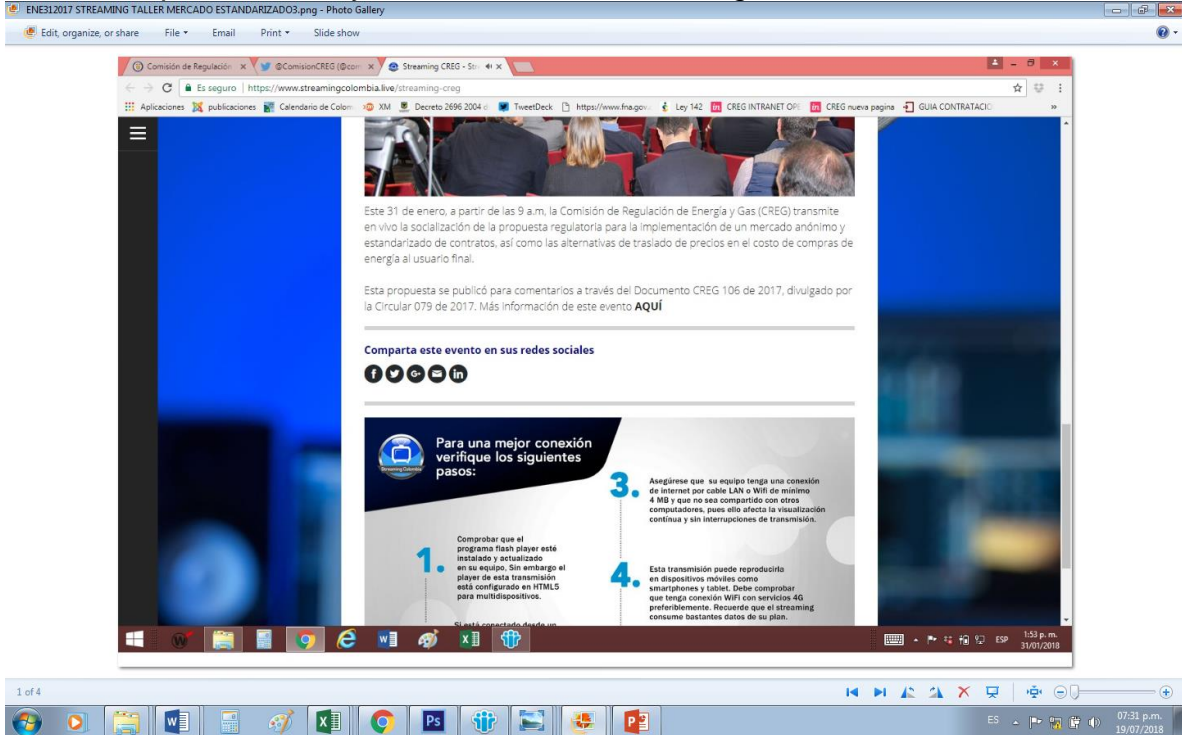 ENE312017 STREAMING TALLER MERCADO ESTANDARIZADO3.png - Photo Gallery
Edit, organize, or share File Email Print Slide show
Comisión de Regulación @ComisionCREG (@com Streaming CREG - Str
Es seguro | https://www.streamingcolombia.live/streaming-creg
Aplicaciones publicaciones Calendario de Colom XM Decreto 2696 2004 d TweetDeck https://www.fna.gov. Ley 142 CREG INTRANET OPE CREG nueva pagina GUIA CONTRATACIO »
Este 31 de enero, a partir de las 9 a.m, la Comisión de Regulación de Energía y Gas (CREG) transmite
en vivo la socialización de la propuesta regulatoria para la implementación de un mercado anónimo y
estandarizado de contratos, así como las alternativas de traslado de precios en el costo de compras de
energía al usuario final.
Esta propuesta se publicó para comentarios a través del Documento CREG 106 de 2017, divulgado por
la Circular 079 de 2017. Más información de este evento AQUÍ
Comparta este evento en sus redes sociales
Streaming Colombia
Para una mejor conexión
verifique los siguientes
pasos:
1.
Comprobar que el
programa flash player esté
instalado y actualizado
en su equipo, Sin embargo el
player de esta transmisión
está configurado en HTML5
para multidispositivos.
Si está conectado desde un
3.
Asegúrese que su equipo tenga una conexión
de internet por cable LAN o Wifi de mínimo
4 MB y que no sea compartido con otros
computadores, pues ello afecta la visualización
contínua y sin interrupciones de transmisión.
4.
Esta transmisión puede reproducirla
en dispositivos móviles como
smartphones y tablet. Debe comprobar
que tenga conexión WiFi con servicios 4G
preferiblemente. Recuerde que el streaming
consume bastantes datos de su plan.
ESP 1:53 p. m.
31/01/2018
1 of 4
ES 07:31 p.m.
19/07/2018